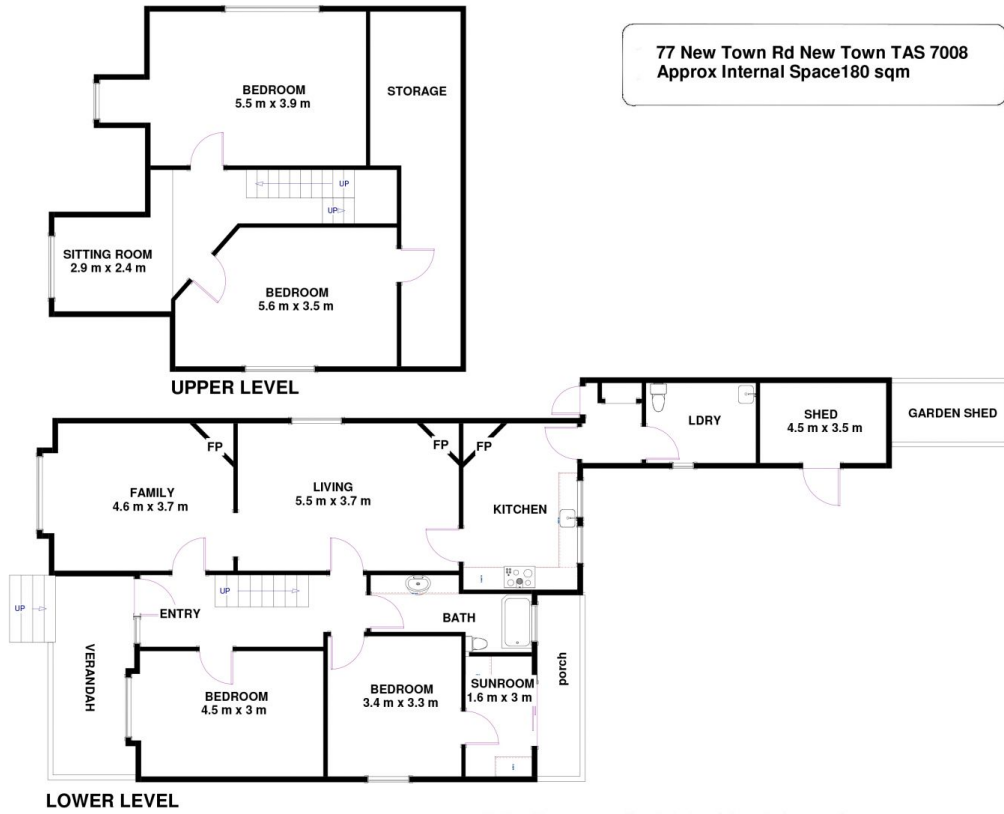 77 New Town Rd New Town TAS 7008
Approx Internal Space180 sqm
BEDROOM
5.5 m x 3.9 m
STORAGE
UP
UP
SITTING ROOM
2.9 m x 2.4 m
BEDROOM
5.6 m x 3.5 m
UPPER LEVEL
FP
FP
FP
LDRY
SHED
4.5 m x 3.5 m
GARDEN SHED
FAMILY
4.6 m x 3.7 m
LIVING
5.5 m x 3.7 m
KITCHEN
UP
ENTRY
UP
BATH
VERANDAH
BEDROOM
4.5 m x 3 m
BEDROOM
3.4 m x 3.3 m
SUNROOM
1.6 m x 3 m
porch
LOWER LEVEL